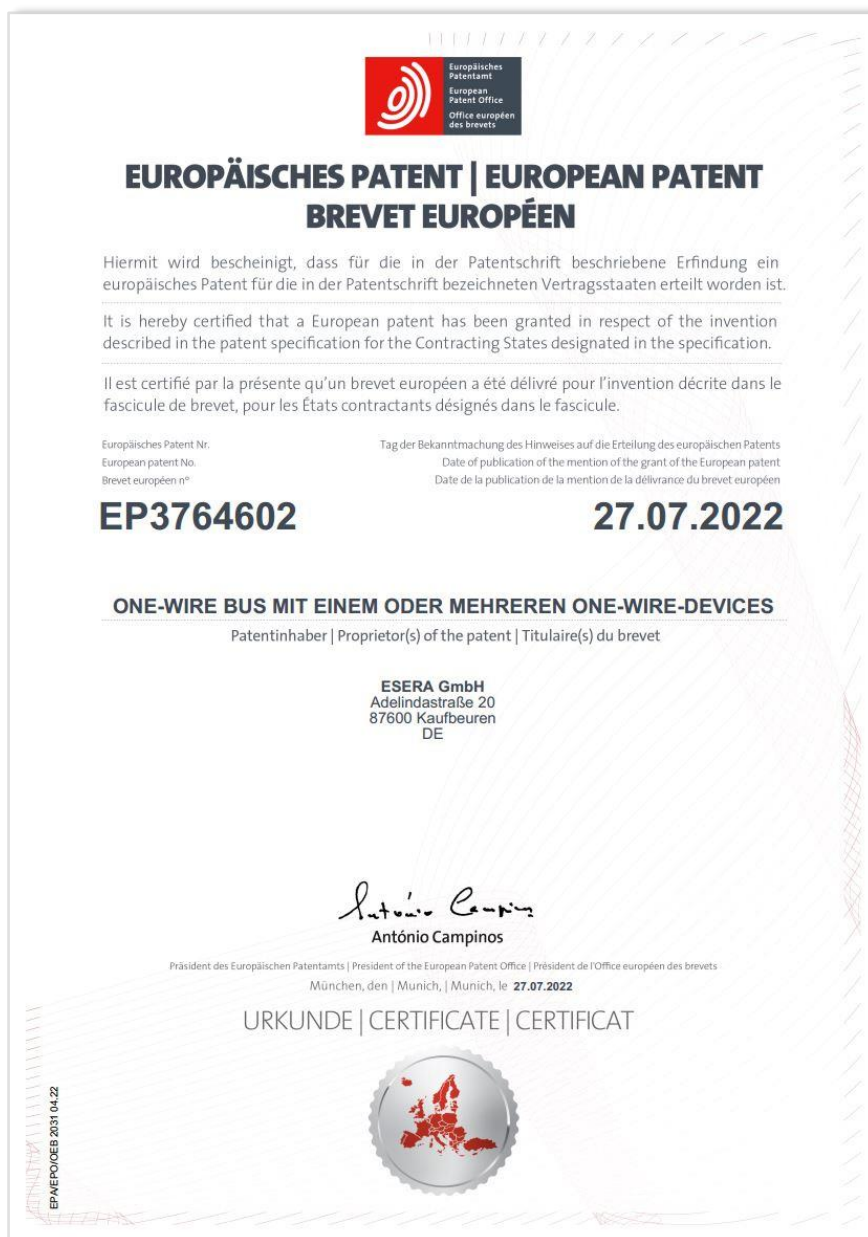 Europäisches
Patentamt
European
Patent Office
Office européen
des brevets
EUROPÄISCHES PATENT | EUROPEAN PATENT
BREVET EUROPÉEN
Hiermit wird bescheinigt, dass für die in der Patentschrift beschriebene Erfindung ein
europäisches Patent für die in der Patentschrift bezeichneten Vertragsstaaten erteilt worden ist.
It is hereby certified that a European patent has been granted in respect of the invention
described in the patent specification for the Contracting States designated in the specification.
Il est certifié par la présente qu'un brevet européen a été délivré pour l'invention décrite dans le
fascicule de brevet, pour les États contractants désignés dans le fascicule.
Europäisches Patent Nr.
European patent No.
Brevet européen n°
Tag der Bekanntmachung des Hinweises auf die Erteilung des europäischen Patents
Date of publication of the mention of the grant of the European patent
Date de la publication de la mention de la délivrance du brevet européen
EP3764602
27.07.2022
ONE-WIRE BUS MIT EINEM ODER MEHREREN ONE-WIRE-DEVICES
Patentinhaber | Proprietor(s) of the patent | Titulaire(s) du brevet
ESERA GmbH
Adelindastraße 20
87600 Kaufbeuren
DE
António Campinos
António Campinos
Präsident des Europäischen Patentamts | President of the European Patent Office | Président de l'Office européen des brevets
München, den | Munich, | Munich, le 27.07.2022
URKUNDE | CERTIFICATE | CERTIFICAT
EPA/EPO/OEB 2031 04.22